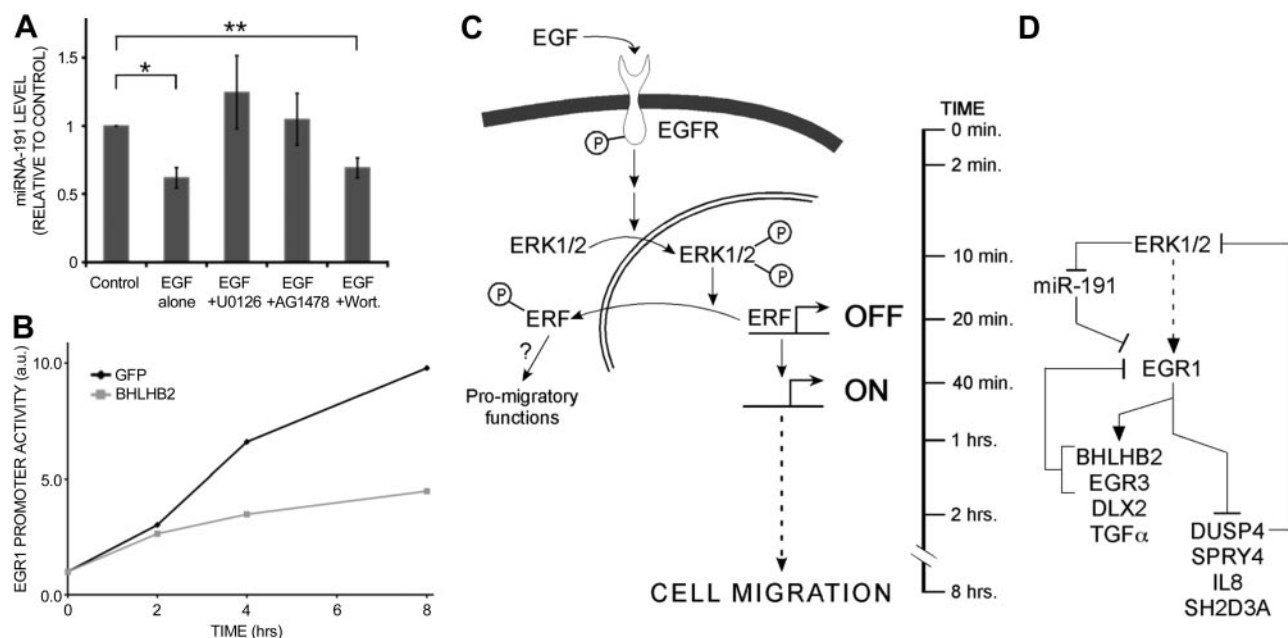 A
miRNA-191 LEVEL
(RELATIVE TO CONTROL)
1.5
1
0.5
0
*
**
Control
EGF
alone
EGF
+U0126
EGF
+AG1478
EGF
+Wort.
B
EGR1 PROMOTER ACTIVITY (a.u.)
10.0
5.0
0.0
GFP
BHLHB2
0
2
4
6
8
TIME (hrs)
C
EGF
EGFR
P
ERK1/2
ERK1/2
P
P
P
ERF
ERF
OFF
?
Pro-migratory
functions
ON
CELL MIGRATION
TIME
0 min.
2 min.
10 min.
20 min.
40 min.
1 hrs.
2 hrs.
8 hrs.
D
ERK1/2
miR-191
EGR1
BHLHB2
EGR3
DLX2
TGFα
DUSP4
SPRY4
IL8
SH2D3A